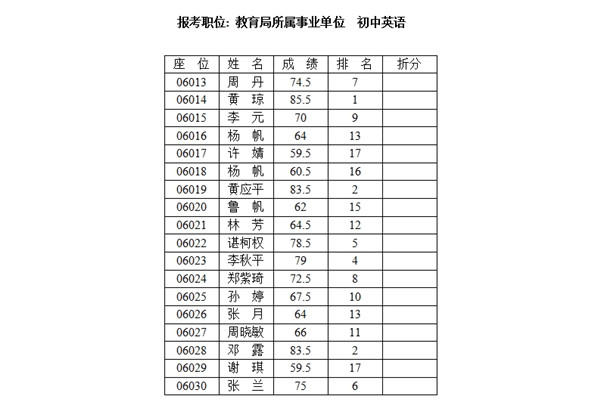 报考职位: 教育局所属事业单位 初中英语
座 位 姓 名 成 绩 排 名 折分
06013 周 丹 74.5 7
06014 黄 琼 85.5 1
06015 李 元 70 9
06016 杨 帆 64 13
06017 许 婧 59.5 17
06018 杨 帆 60.5 16
06019 黄应平 83.5 2
06020 鲁 帆 62 15
06021 林 芳 64.5 12
06022 谌柯权 78.5 5
06023 李秋平 79 4
06024 郑紫琦 72.5 8
06025 孙 婷 67.5 10
06026 张 月 64 13
06027 周晓敏 66 11
06028 邓 露 83.5 2
06029 谢 琪 59.5 17
06030 张 兰 75 6